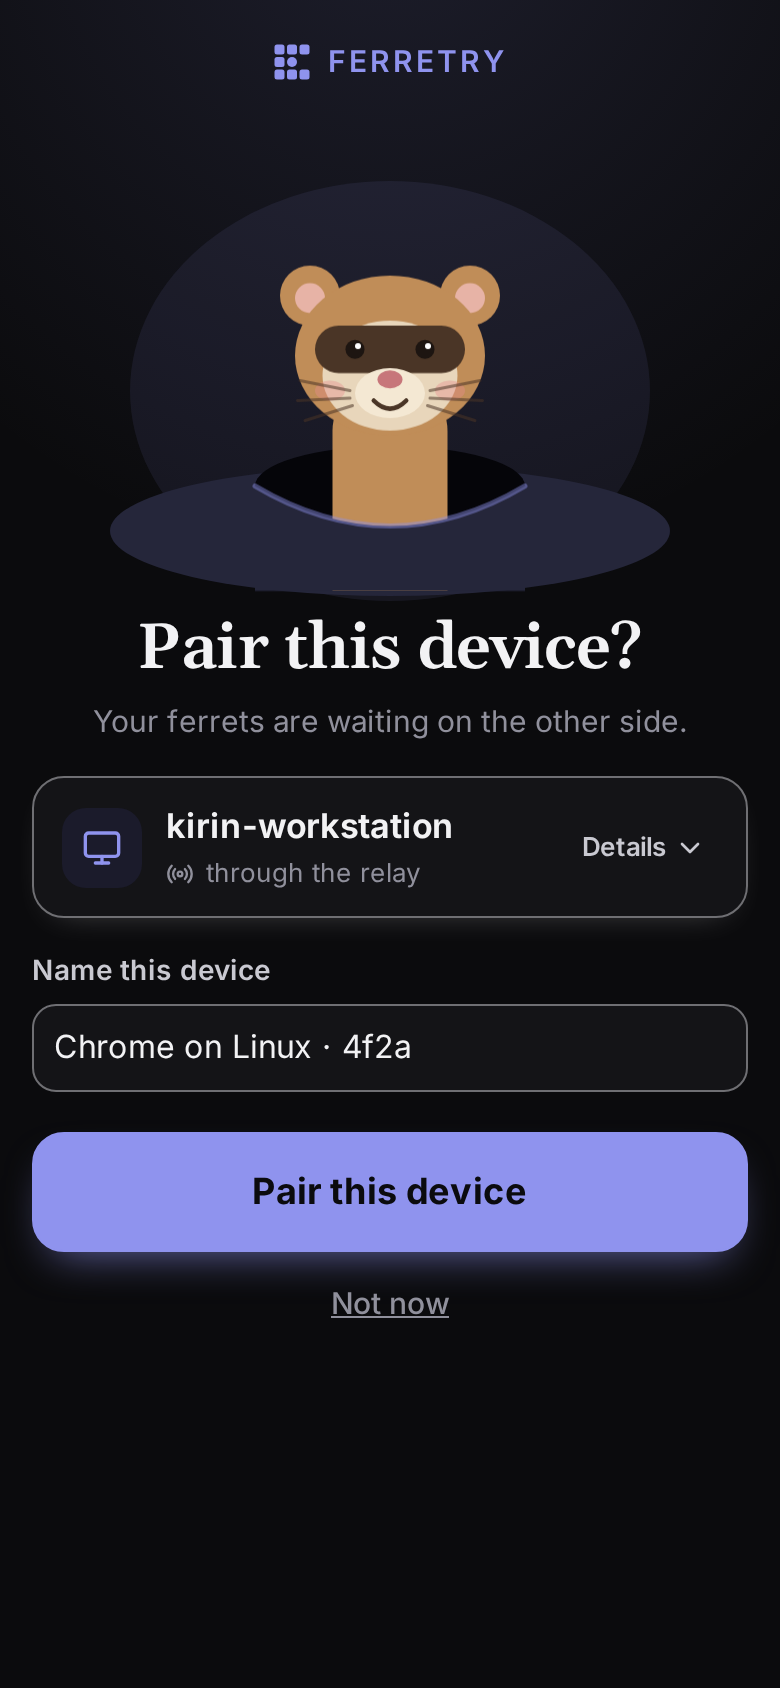 FERRETRY
Pair this device?
Your ferrets are waiting on the other side.
kirin-workstation
through the relay
Details
Name this device
Chrome on Linux · 4f2a
Pair this device
Not now